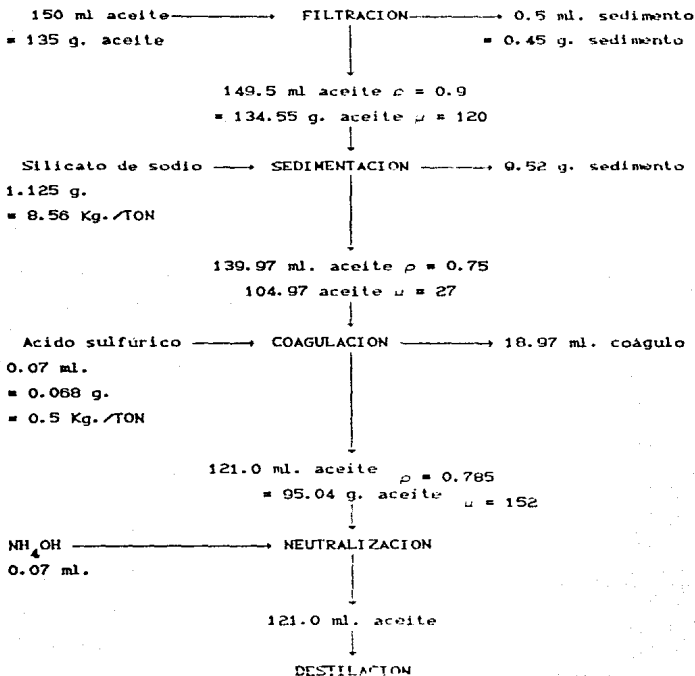 150 ml aceite → FILTRACION → 0.5 ml. sedimento
= 135 g. aceite = 0.45 g. sedimento
149.5 ml aceite ρ = 0.9
= 134.55 g. aceite μ = 120
Silicato de sodio → SEDIMENTACION → 0.52 g. sedimento
1.125 g.
= 8.56 Kg./TON
139.97 ml. aceite ρ = 0.75
104.97 aceite μ = 27
Acido sulfúrico → COAGULACION → 18.97 ml. coágulo
0.07 ml.
= 0.068 g.
= 0.5 Kg./TON
121.0 ml. aceite ρ = 0.785
= 95.04 g. aceite μ = 152
NH4OH → NEUTRALIZACION
0.07 ml.
121.0 ml. aceite
DESTILACION